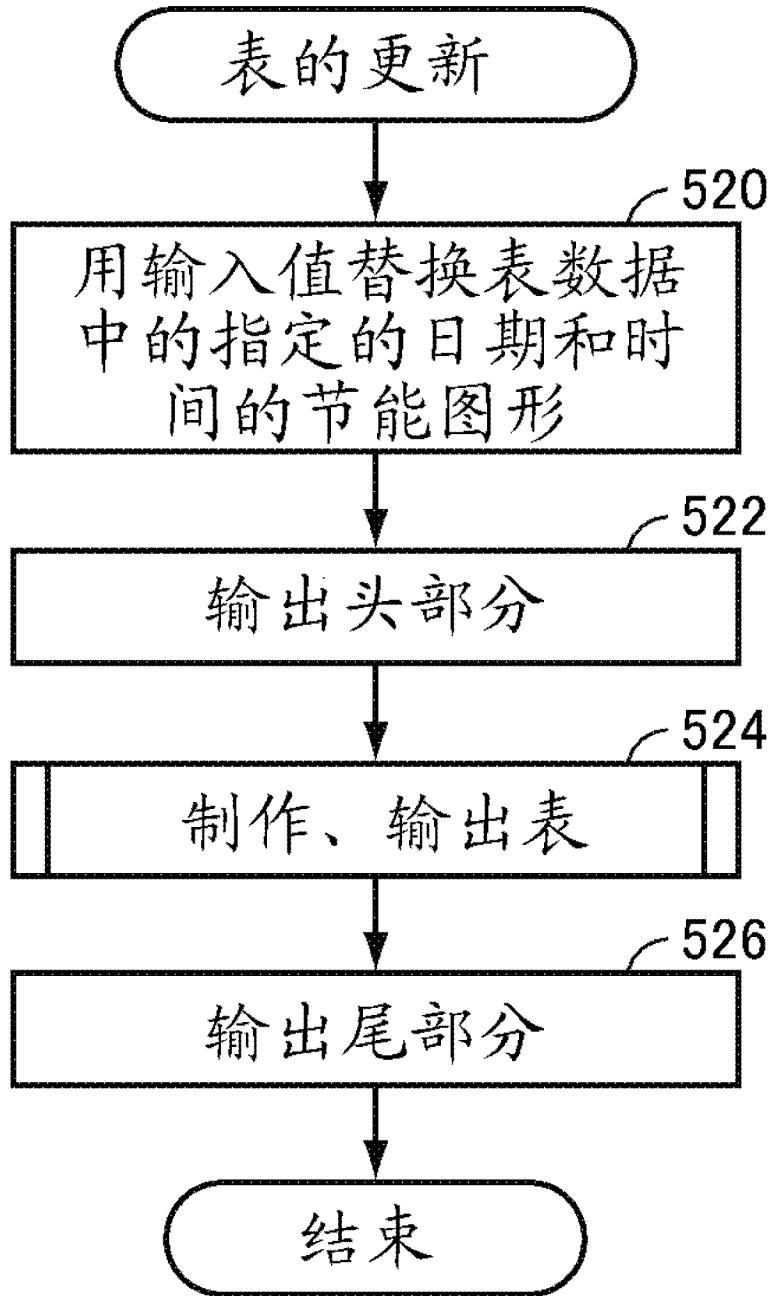 表的更新
520
用输入值替换表数据
中的指定的日期和时
间的节能图形
522
输出头部分
524
制作、输出表
526
输出尾部分
结束